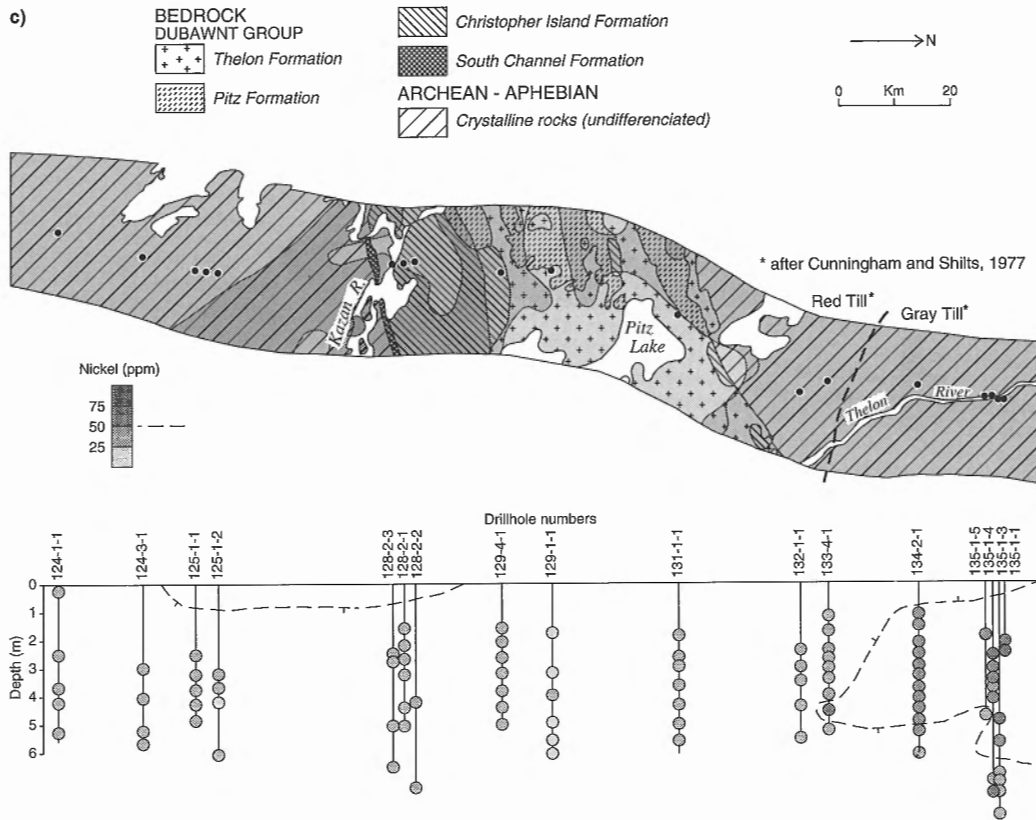 c)
BEDROCK
DUBAWNT GROUP
Thelon Formation
Pitz Formation
Christopher Island Formation
South Channel Formation
ARCHEAN - APHEBIAN
Crystalline rocks (undifferenciated)
N
Km
0 20
* after Cunningham and Shilts, 1977
Red Till*
Gray Till*
Kazan R.
Pitz
Lake
Thelon
River
Nickel (ppm)
75
50
25
Drillhole numbers
124-1-1
124-3-1
125-1-1
125-1-2
128-2-3
128-2-1
128-2-2
129-4-1
129-1-1
131-1-1
132-1-1
133-4-1
134-2-1
135-1-5
135-1-4
135-1-3
135-1-1
Depth (m)
0
1
2
3
4
5
6